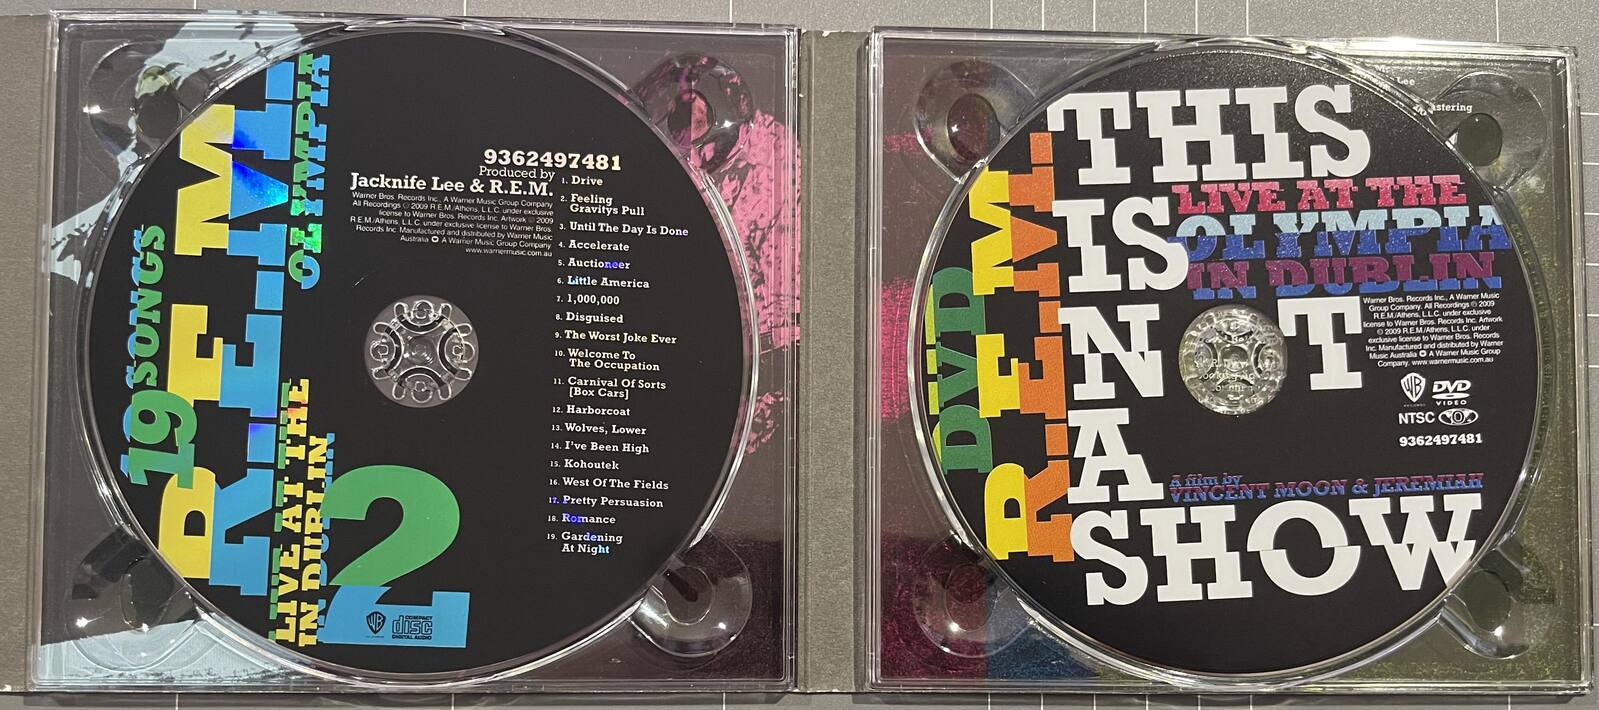 9362497481
Produced by
Jacknife Lee & R.E.M.
Warner Bros. Records Inc., A Warner Music Group Company
All Recordings ℗ 2009 R.E.M./Athens, L.L.C. under exclusive
license to Warner Bros. Records Inc. Artwork © 2009
R.E.M./Athens, L.L.C. under exclusive license to Warner Bros
Records Inc. Manufactured and distributed by Warner Music
Australia A Warner Music Group Company
www.warnermusic.com.au
1. Drive
2. Feeling
Gravitys Pull
3. Until The Day Is Done
4. Accelerate
5. Auctioneer
6. Little America
7. 1,000,000
8. Disguised
9. The Worst Joke Ever
10. Welcome To
The Occupation
11. Carnival Of Sorts
[Box Cars]
12. Harborcoat
13. Wolves, Lower
14. I've Been High
15. Kohoutek
16. West Of The Fields
17. Pretty Persuasion
18. Romance
19. Gardening
At Night
19 SONGS
R.E.M.
LIVE AT THE
OLYMPIA
IN DUBLIN
2
WB
COMPACT
disc
DIGITAL AUDIO
DVD
R.E.M.
THIS
IS
N T
A
SHOW
LIVE AT THE
OLYMPIA
IN DUBLIN
Warner Bros. Records Inc., A Warner Music
Group Company. All Recordings ℗ 2009
R.E.M./Athens, L.L.C. under exclusive
license to Warner Bros. Records Inc. Artwork
© 2009 R.E.M./Athens, L.L.C. under
exclusive license to Warner Bros. Records
Inc. Manufactured and distributed by Warner
Music Australia A Warner Music Group
Company. www.warnermusic.com.au
WB
DVD
VIDEO
NTSC 0
9362497481
A film by
VINCENT MOON & JEREMIAH
Lee